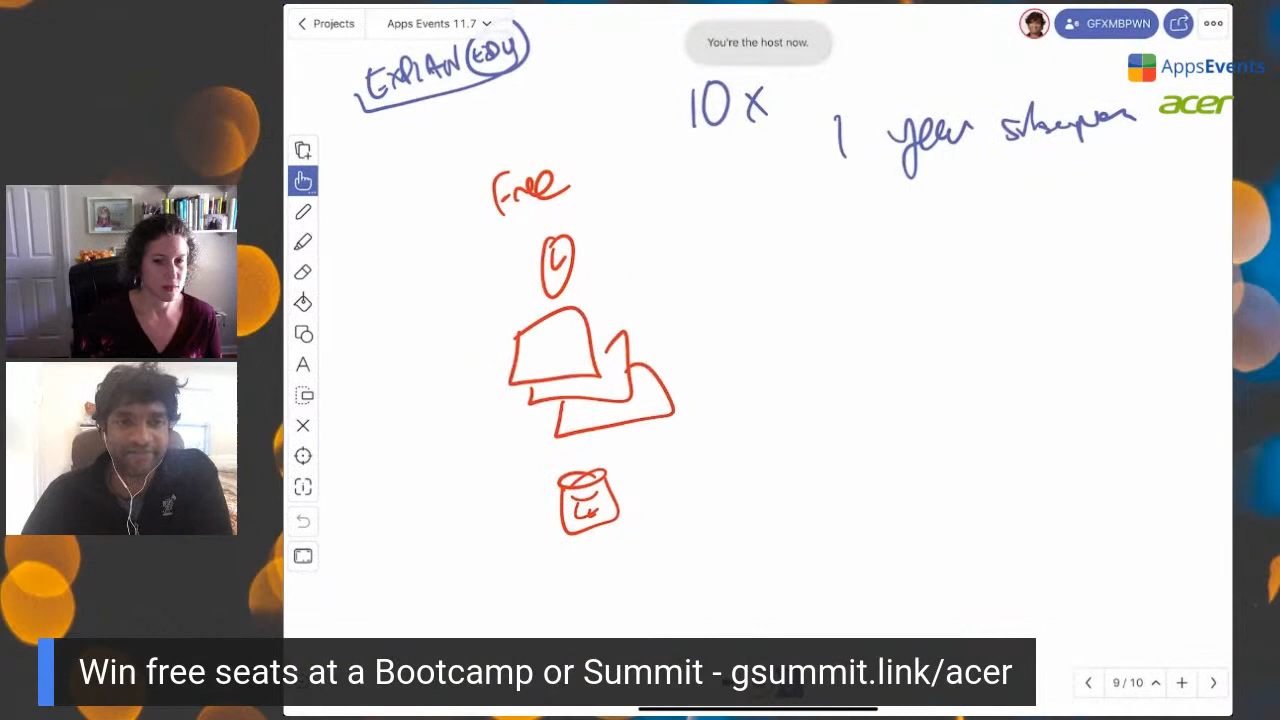 Projects
Apps Events 11.7
You're the host now.
GFXMBPWN
AppsEvents
acer
EXPLAIN EDU
10 x
1 year
Free
9/10
Win free seats at a Bootcamp or Summit - gsummit.link/acer